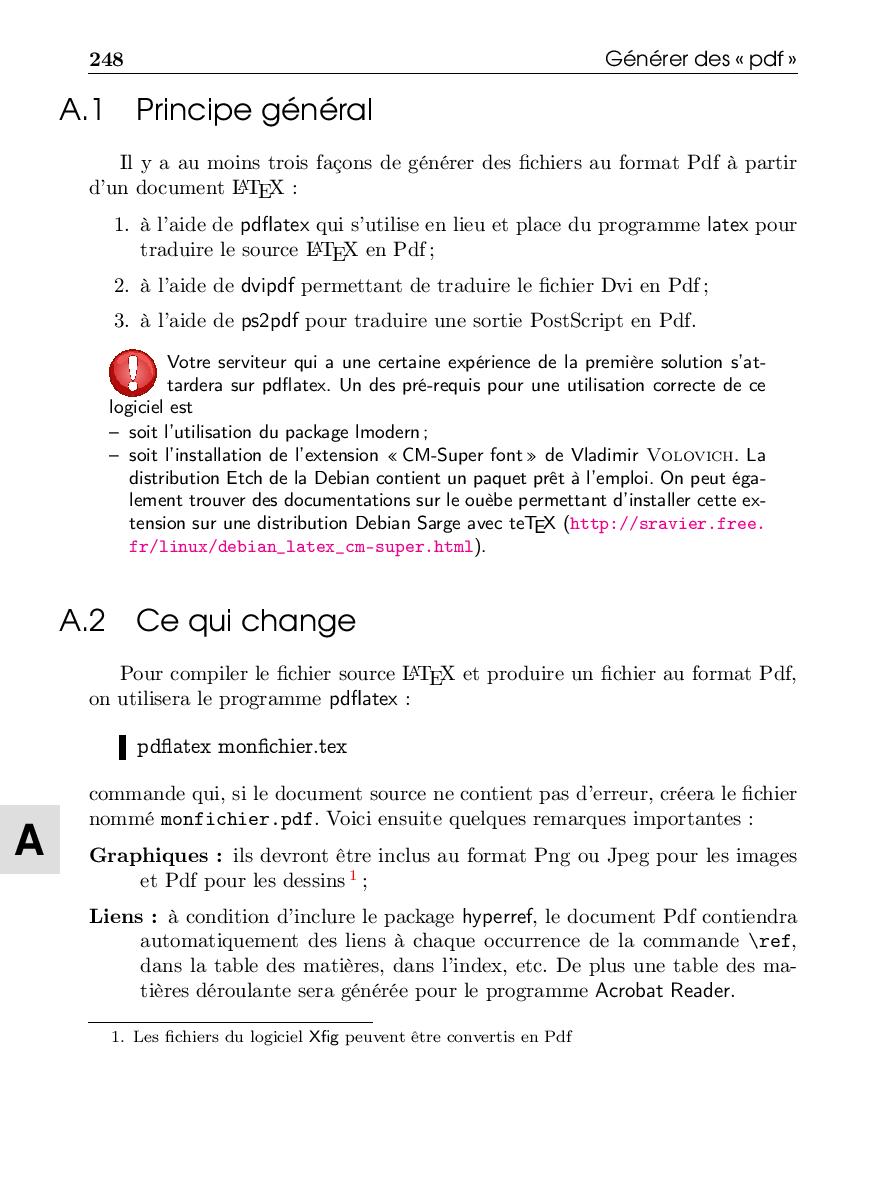 248 Générer des « pdf »
A.1 Principe général
Il y a au moins trois façons de générer des fichiers au format Pdf à partir
d'un document LATEX :
1. à l'aide de pdflatex qui s'utilise en lieu et place du programme latex pour
traduire le source LATEX en Pdf ;
2. à l'aide de dvipdf permettant de traduire le fichier Dvi en Pdf ;
3. à l'aide de ps2pdf pour traduire une sortie PostScript en Pdf.
Votre serviteur qui a une certaine expérience de la première solution s'at-
tardera sur pdflatex. Un des pré-requis pour une utilisation correcte de ce
logiciel est
– soit l'utilisation du package lmodern ;
– soit l'installation de l'extension « CM-Super font » de Vladimir VOLOVICH. La
distribution Etch de la Debian contient un paquet prêt à l'emploi. On peut éga-
lement trouver des documentations sur le ouèbe permettant d'installer cette ex-
tension sur une distribution Debian Sarge avec teTEX (http://sravier.free.
fr/linux/debian_latex_cm-super.html).
A.2 Ce qui change
Pour compiler le fichier source LATEX et produire un fichier au format Pdf,
on utilisera le programme pdflatex :
pdflatex monfichier.tex
commande qui, si le document source ne contient pas d'erreur, créera le fichier
nommé monfichier.pdf. Voici ensuite quelques remarques importantes :
A
Graphiques : ils devront être inclus au format Png ou Jpeg pour les images
et Pdf pour les dessins 1 ;
Liens : à condition d'inclure le package hyperref, le document Pdf contiendra
automatiquement des liens à chaque occurrence de la commande \ref,
dans la table des matières, dans l'index, etc. De plus une table des ma-
tières déroulante sera générée pour le programme Acrobat Reader.
1. Les fichiers du logiciel Xfig peuvent être convertis en Pdf